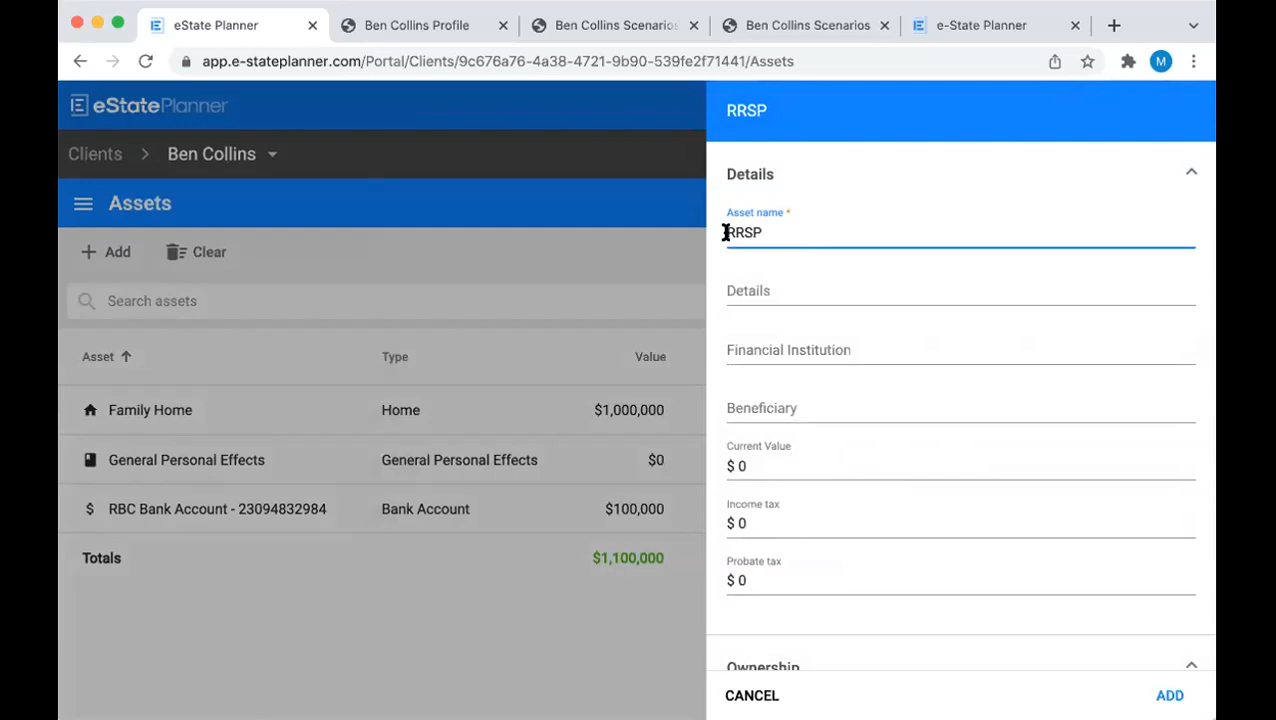 eState Planner
Ben Collins Profile
Ben Collins Scenarios
Ben Collins Scenarios
e-State Planner
app.e-stateplanner.com/Portal/Clients/9c676a76-4a38-4721-9b90-539fe2f71441/Assets
M
eStatePlanner
Clients > Ben Collins
Assets
+ Add
Clear
Search assets
Asset Type Value
Family Home Home $1,000,000
General Personal Effects General Personal Effects $0
$ RBC Bank Account - 23094832984 Bank Account $100,000
Totals $1,100,000
RRSP
Details
Asset name *
RRSP
Details
Financial Institution
Beneficiary
Current Value
$ 0
Income tax
$ 0
Probate tax
$ 0
Ownership
CANCEL ADD